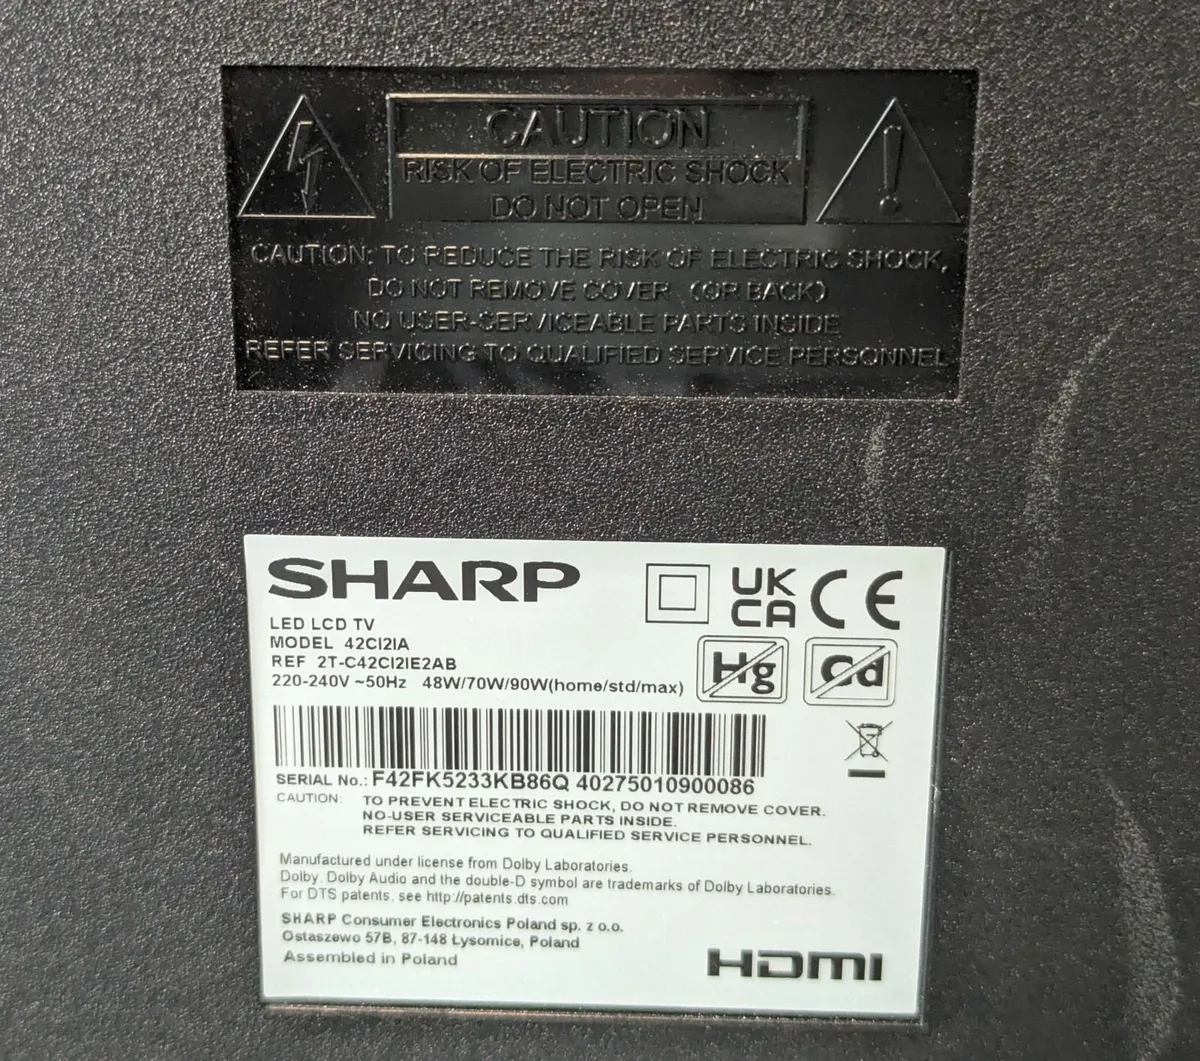 CAUTION
RISK OF ELECTRIC SHOCK
DO NOT OPEN
CAUTION: TO REDUCE THE RISK OF ELECTRIC SHOCK,
DO NOT REMOVE COVER (OR BACK)
NO USER-SERVICEABLE PARTS INSIDE
REFER SERVICING TO QUALIFIED SERVICE PERSONNEL
SHARP
UK
CA
CE
LED LCD TV
MODEL 42CI2IA
REF 2T-C42CI2IE2AB
220-240V ~50Hz 48W/70W/90W(home/std/max)
Hg
Cd
SERIAL No.: F42FK5233KB86Q 40275010900086
CAUTION: TO PREVENT ELECTRIC SHOCK, DO NOT REMOVE COVER.
NO-USER SERVICEABLE PARTS INSIDE.
REFER SERVICING TO QUALIFIED SERVICE PERSONNEL.
Manufactured under license from Dolby Laboratories.
Dolby, Dolby Audio and the double-D symbol are trademarks of Dolby Laboratories.
For DTS patents, see http://patents.dts.com
SHARP Consumer Electronics Poland sp. z o.o.
Ostaszewo 57B, 87-148 Łysomice, Poland
Assembled in Poland
HDMI